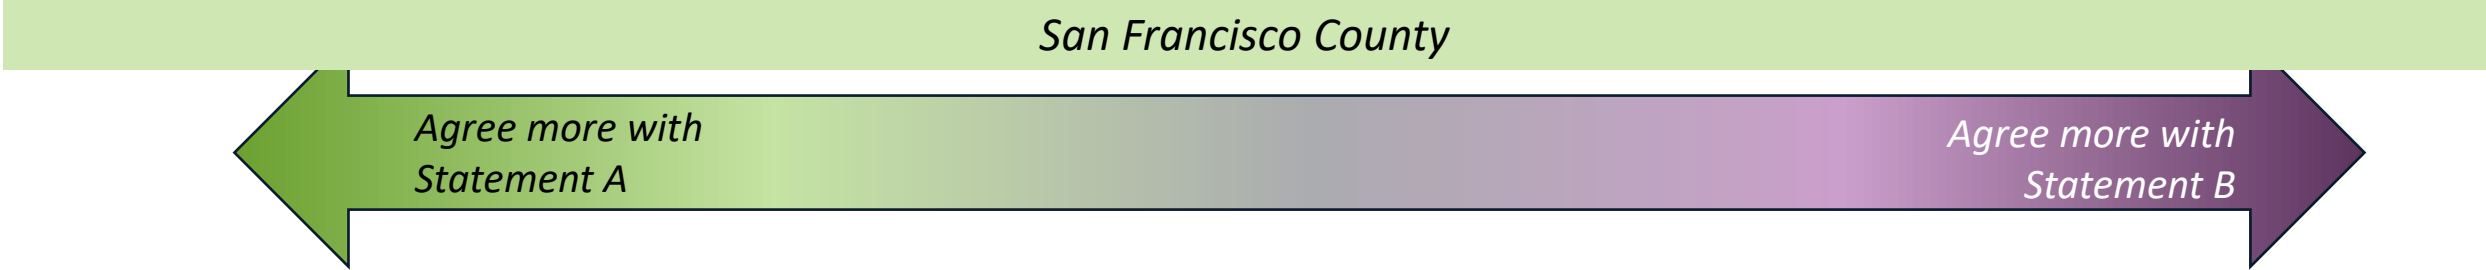 San Francisco County
Agree more with
Statement A
Agree more with
Statement B